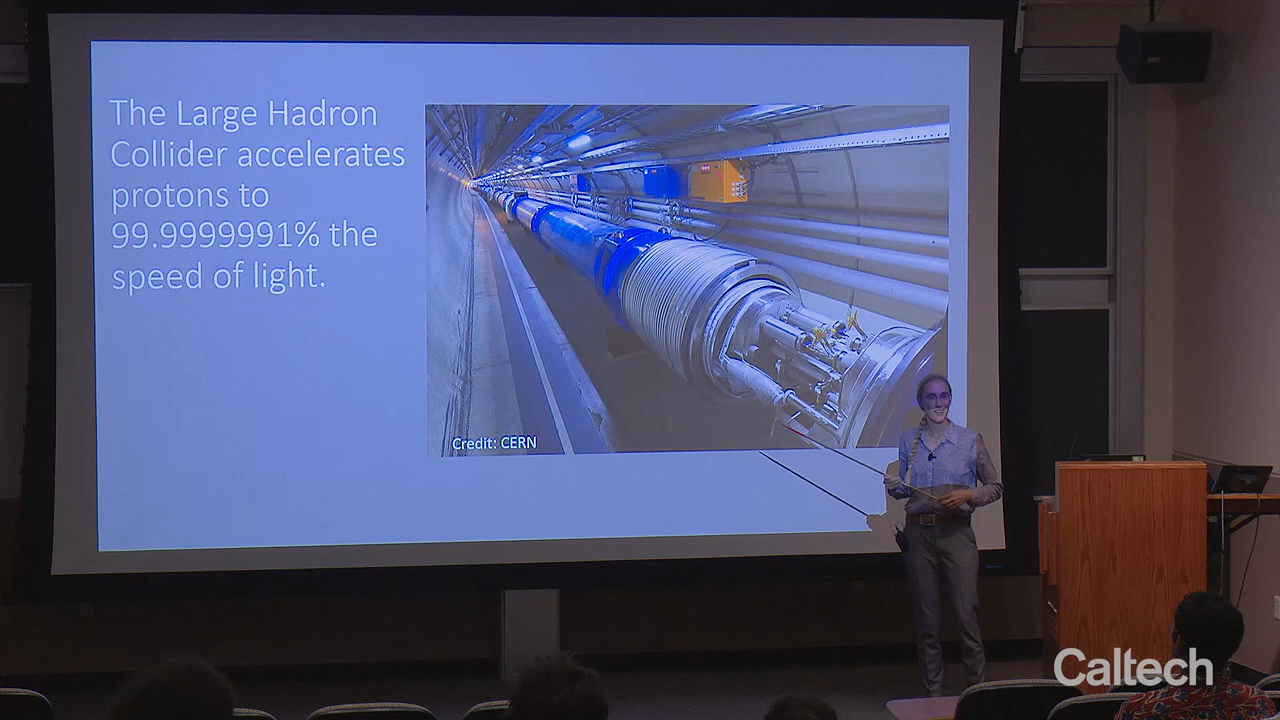 The Large Hadron
Collider accelerates
protons to
99.9999991% the
speed of light.
Credit: CERN
Caltech